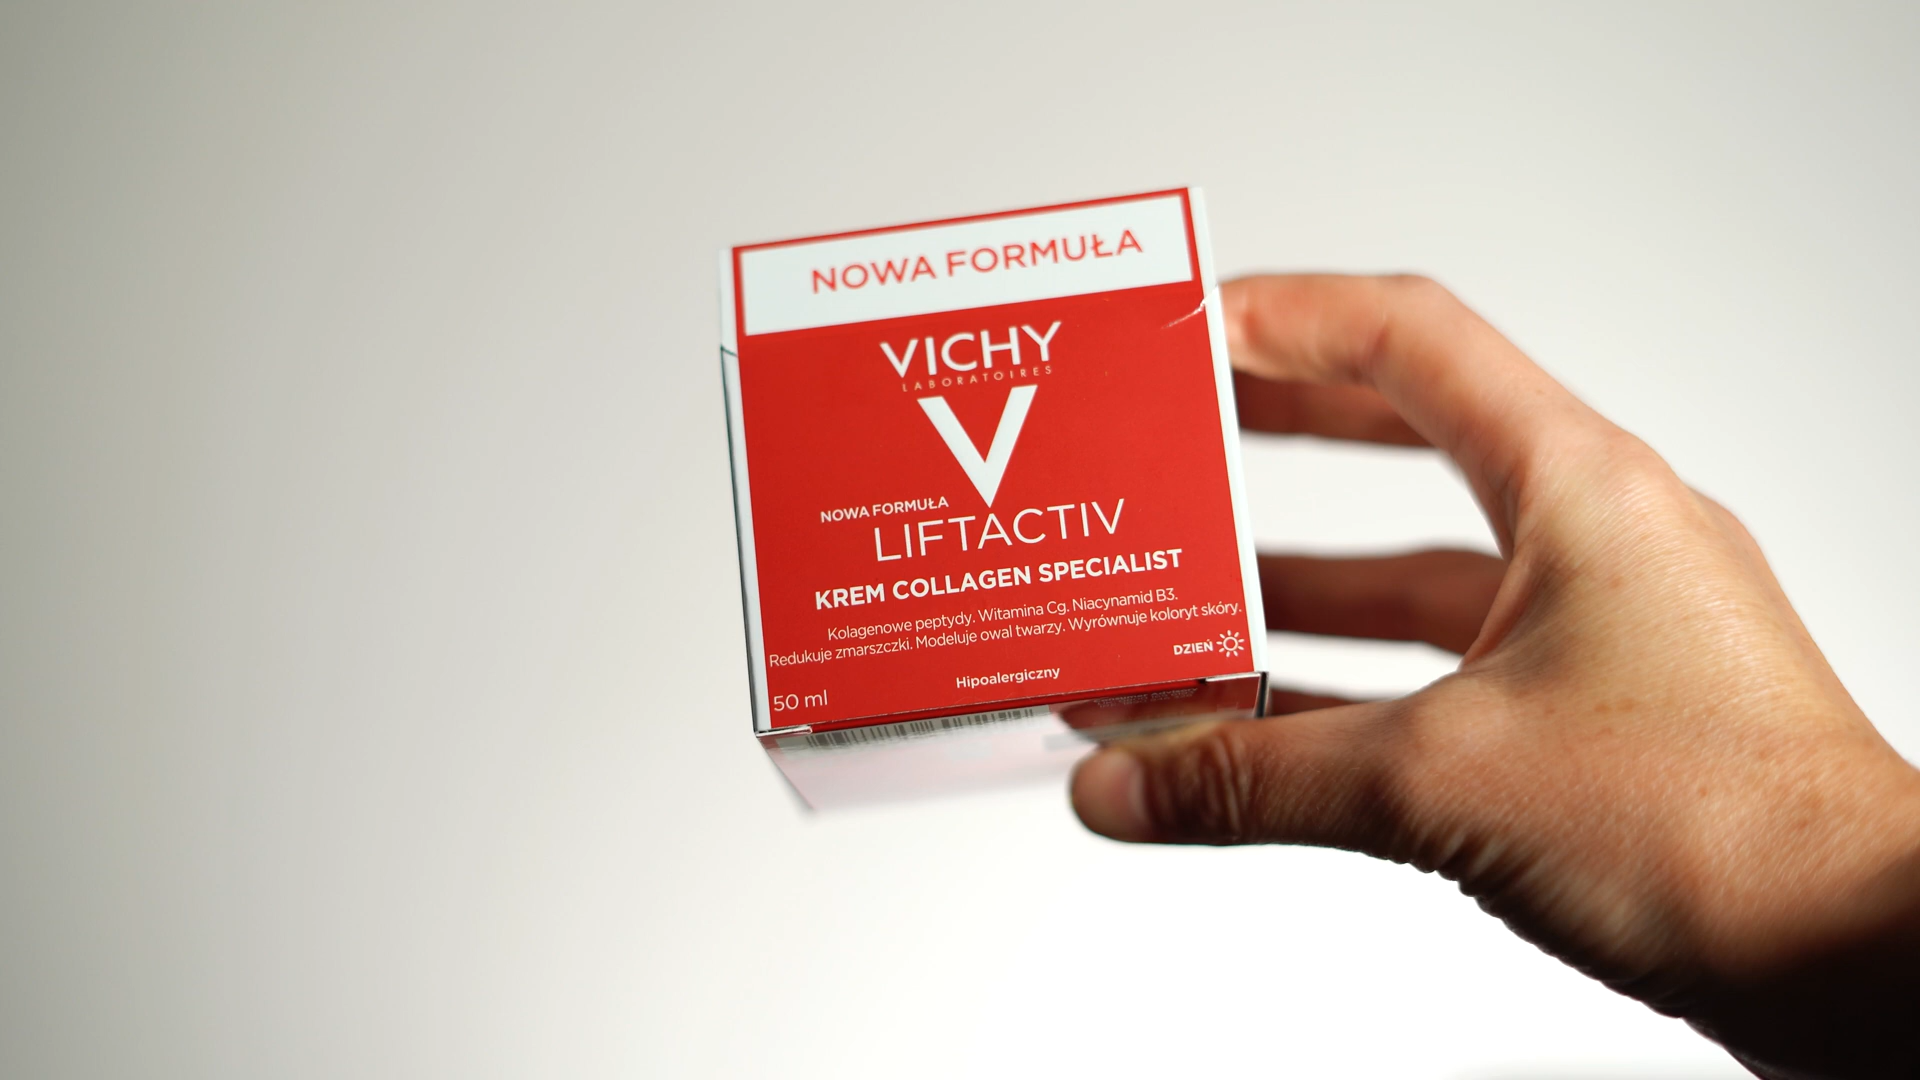 NOWA FORMUŁA
VICHY
LABORATOIRES
NOWA FORMUŁA
LIFTACTIV
KREM COLLAGEN SPECIALIST
Kolagenowe peptydy. Witamina Cg. Niacynamid B3.
Redukuje zmarszczki. Modeluje owal twarzy. Wyrównuje koloryt skóry.
DZIEŃ
Hipoalergiczny
50 ml